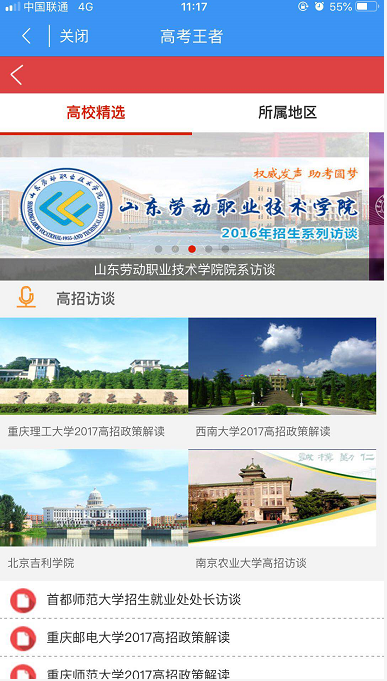 中国联通 4G 11:17 55%
关闭 高考王者
高校精选 所属地区
权威发声 助考圆梦
山东劳动职业技术学院
2016年招生系列访谈
山东劳动职业技术学院院系访谈
高招访谈
重庆理工大学
重庆理工大学2017高招政策解读 西南大学2017高招政策解读
北京吉利学院 南京农业大学高招访谈
首都师范大学招生就业处处长访谈
重庆邮电大学2017高招政策解读
重庆师范大学2017高招政策解读